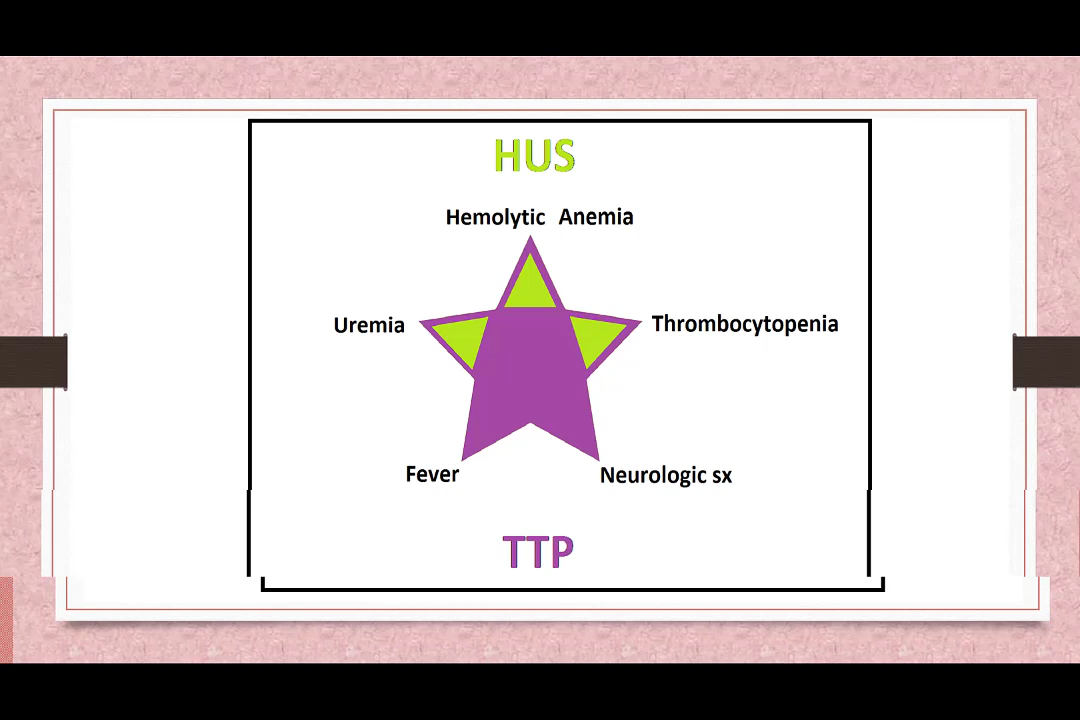 HUS
Hemolytic Anemia
Uremia
Thrombocytopenia
Fever
Neurologic sx
TTP